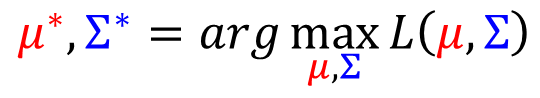 μ*, Σ* = arg max L(μ, Σ)
μ,Σ